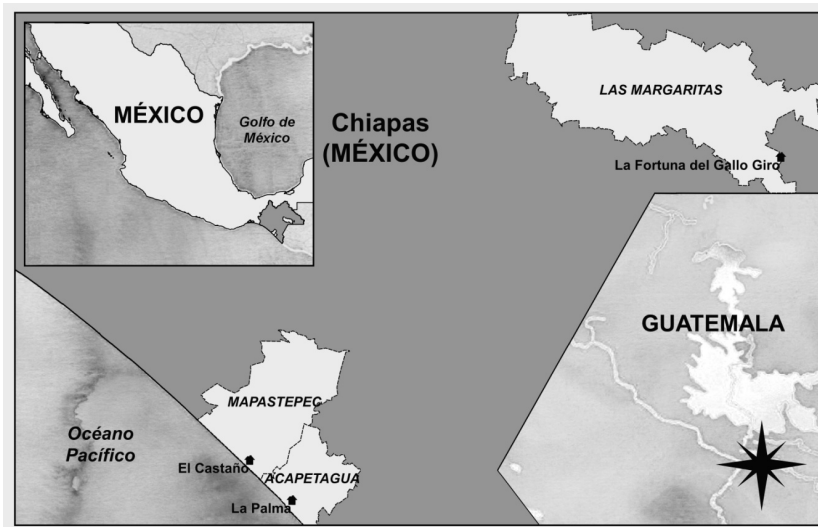 MÉXICO
Golfo de
México
Chiapas
(MÉXICO)
LAS MARGARITAS
La Fortuna del Gallo Giro
GUATEMALA
MAPASTEPEC
Océano
Pacífico
El Castaño
ACAPETAGUA
La Palma